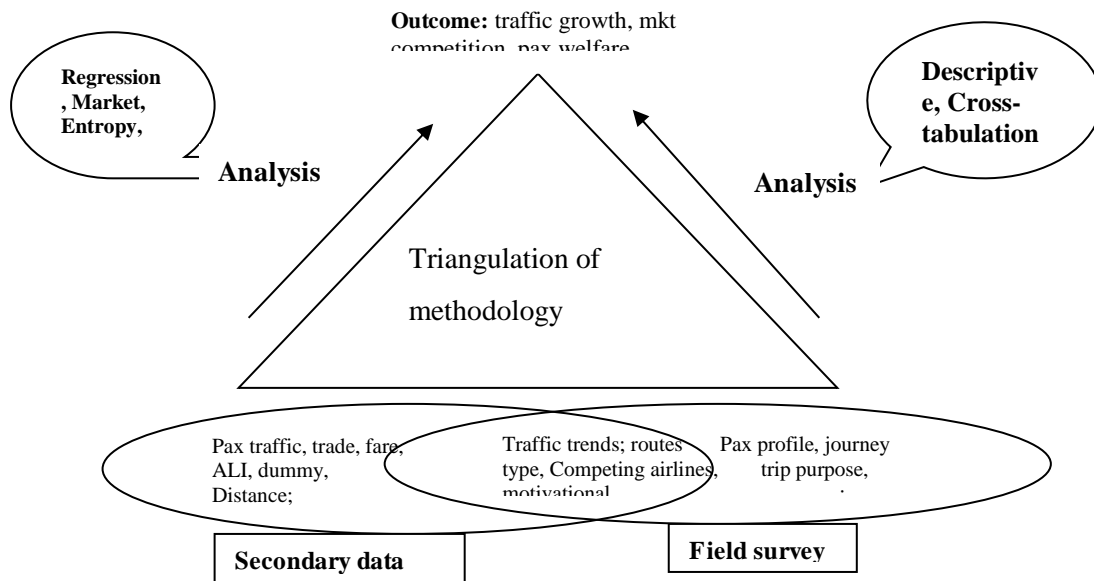 Outcome: traffic growth, mkt
competition, pax welfare
Regression
, Market,
Entropy,
Descriptiv
e, Cross-
tabulation
Analysis
Analysis
Triangulation of
methodology
Pax traffic, trade, fare,
ALI, dummy,
Distance;
Traffic trends; routes
type, Competing airlines,
motivational
Pax profile, journey
trip purpose,
Secondary data
Field survey